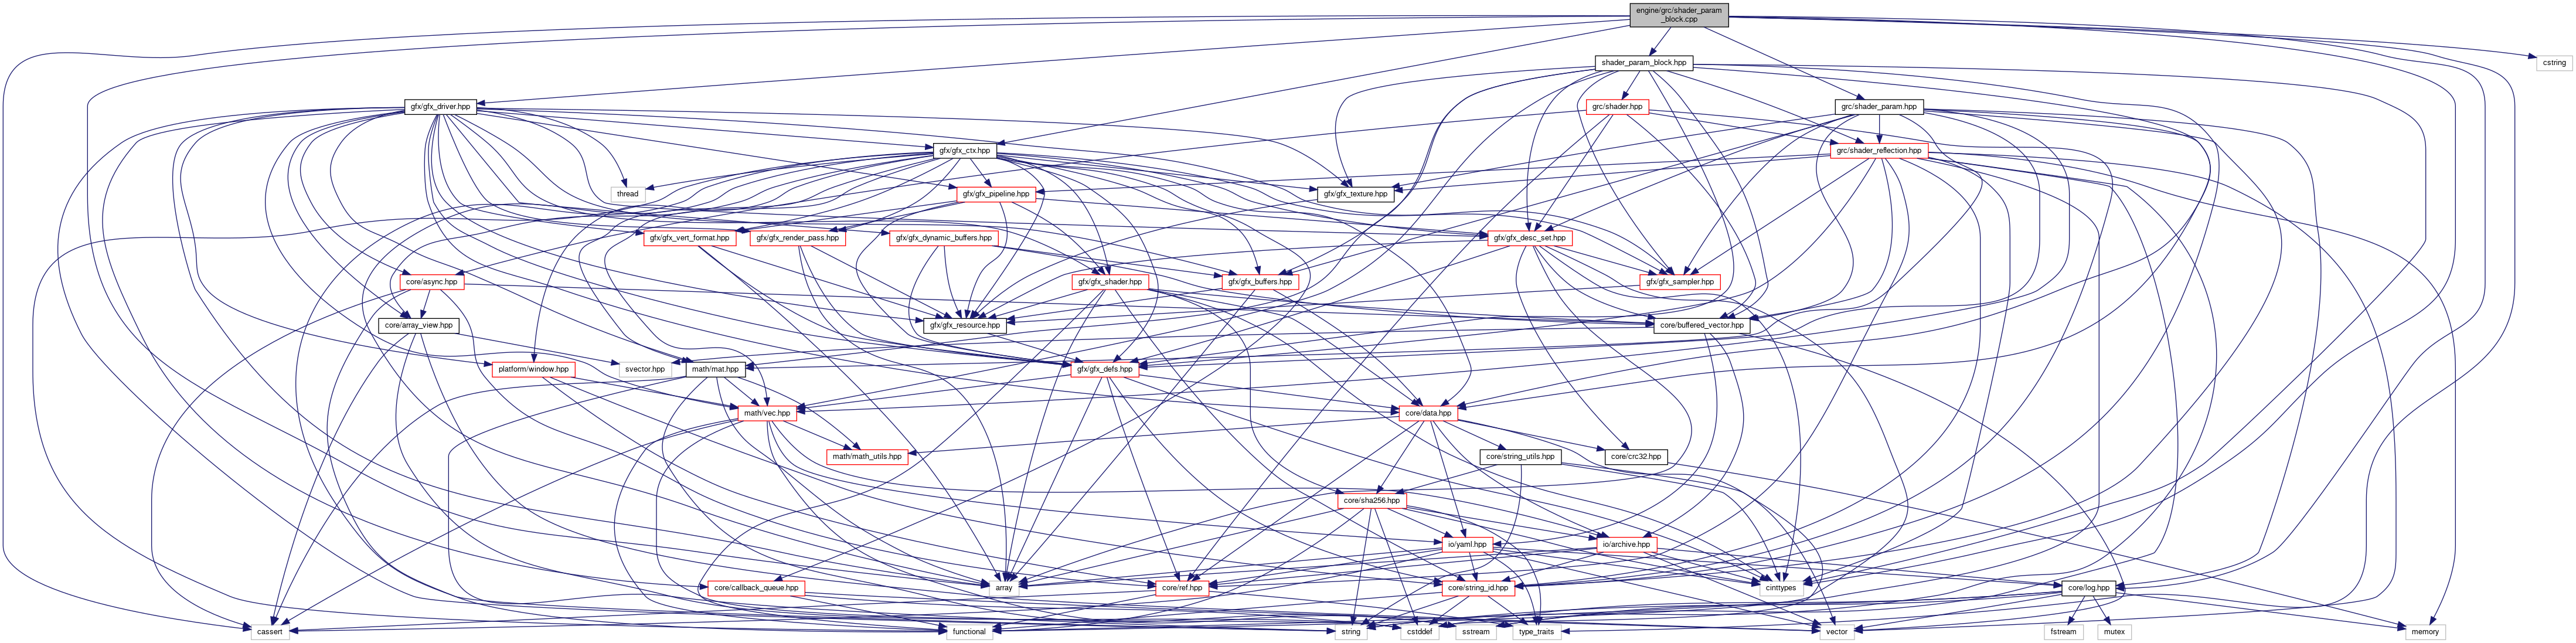 engine/grc/shader_param
_block.cpp
shader_param_block.hpp
cstring
gfx/gfx_driver.hpp
grc/shader.hpp
grc/shader_param.hpp
gfx/gfx_ctx.hpp
grc/shader_reflection.hpp
thread
gfx/gfx_pipeline.hpp
gfx/gfx_texture.hpp
gfx/gfx_vert_format.hpp
gfx/gfx_render_pass.hpp
gfx/gfx_dynamic_buffers.hpp
gfx/gfx_desc_set.hpp
core/async.hpp
gfx/gfx_shader.hpp
gfx/gfx_buffers.hpp
gfx/gfx_sampler.hpp
core/array_view.hpp
gfx/gfx_resource.hpp
core/buffered_vector.hpp
platform/window.hpp
svector.hpp
math/mat.hpp
gfx/gfx_defs.hpp
math/vec.hpp
core/data.hpp
math/math_utils.hpp
core/string_utils.hpp
core/crc32.hpp
core/sha256.hpp
io/yaml.hpp
io/archive.hpp
core/callback_queue.hpp
array
core/ref.hpp
core/string_id.hpp
cinttypes
core/log.hpp
cassert
functional
string
cstddef
sstream
type_traits
vector
fstream
mutex
memory